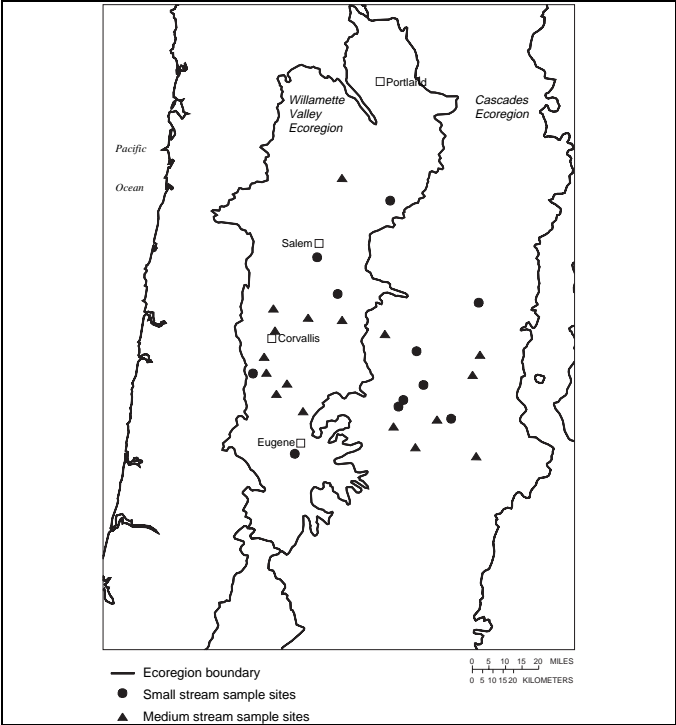 Portland
Willamette
Valley
Ecoregion
Cascades
Ecoregion
Pacific
Ocean
Salem
Corvallis
Eugene
0 5 10 15 20 MILES
0 5 10 15 20 KILOMETERS
Ecoregion boundary
Small stream sample sites
Medium stream sample sites